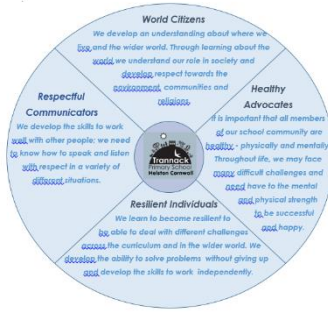 World Citizens
We develop an understanding about where we
live and the wider world. Through learning about the
world we understand our role in society and
develop respect towards the
environment, communities and
religions.
Respectful
Communicators
We develop the skills to work
well with other people; we need
to know how to speak and listen
with respect in a variety of
different situations.
Healthy
Advocates
It is important that all members
of our school community are
healthy - physically and mentally.
Throughout life, we may face
many difficult challenges and
need have to the mental
and physical strength
to be successful
and happy.
Trannack
Primary School
Helston Cornwall
Resilient Individuals
We learn to become resilient to
be able to deal with different challenges
across the curriculum and in the wider world. We
develop the ability to solve problems without giving up
and develop the skills to work independently.